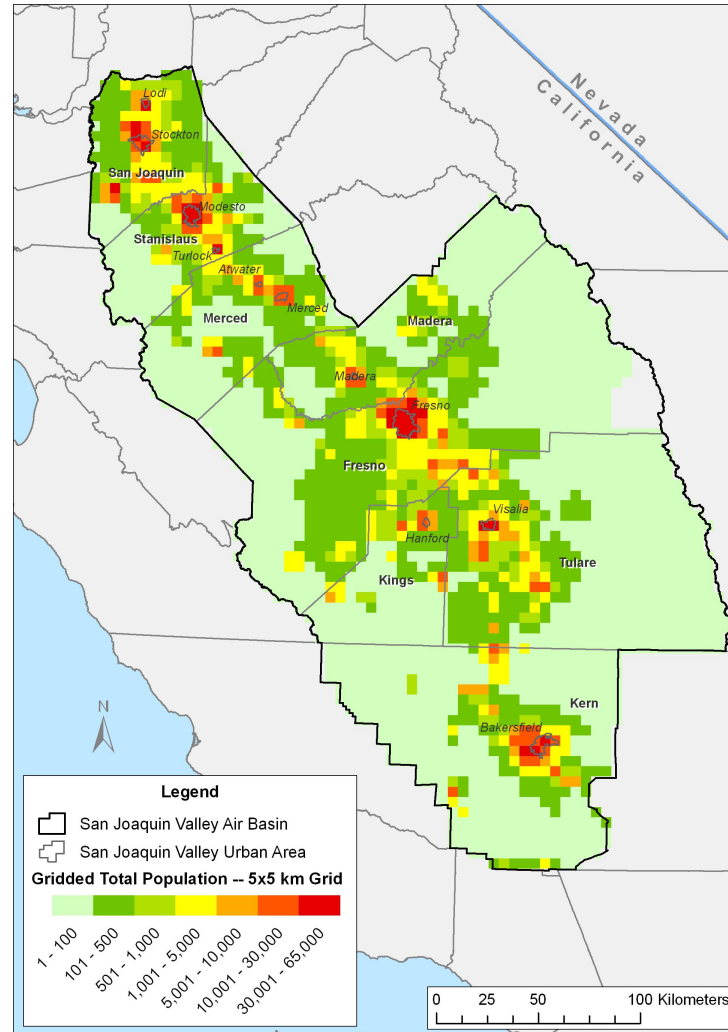 Nevada
California
Lodi
Stockton
San Joaquin
Modesto
Stanislaus
Turlock
Atwater
Merced
Merced
Madera
Madera
Fresno
Fresno
Visalia
Hanford
Tulare
Kings
Kern
Bakersfield
N
Legend
San Joaquin Valley Air Basin
San Joaquin Valley Urban Area
Gridded Total Population -- 5x5 km Grid
1 - 100
101 - 500
501 - 1,000
1,001 - 5,000
5,001 - 10,000
10,001 - 30,000
30,001 - 65,000
0 25 50 100 Kilometers